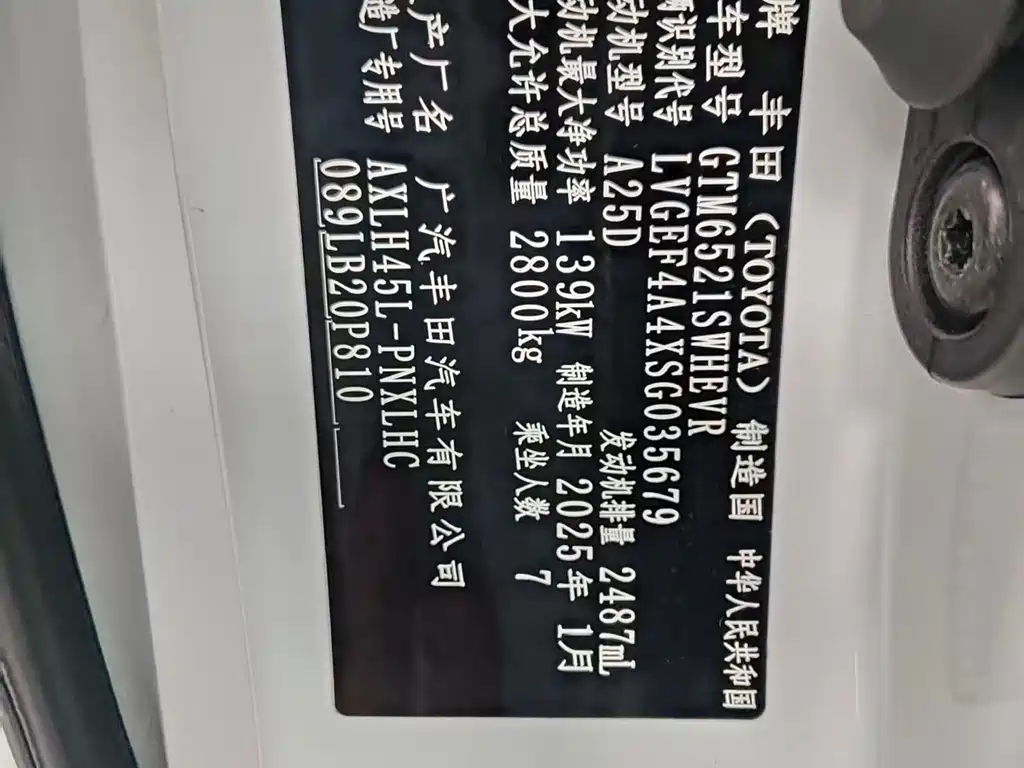 牌 丰田（TOYOTA） 制造国 中华人民共和国
车型号 GTM6521SWHEVR
辆识别代号 LVGEF4A4XSG035679
动机型号 A25D 发动机排量 2487mL
动机最大净功率 139kW 制造年月 2025年 1月
大允许总质量 2800kg 乘坐人数 7
产厂名 广汽丰田汽车有限公司
造厂专用号 AXLH45L-PNXLHC
089LB20P810